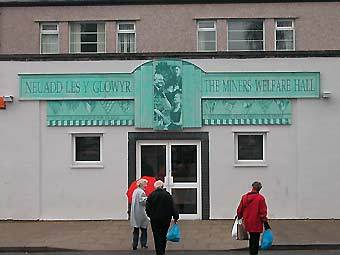 NEUADD LES Y GLOWYR
THE MINERS WELFARE HALL